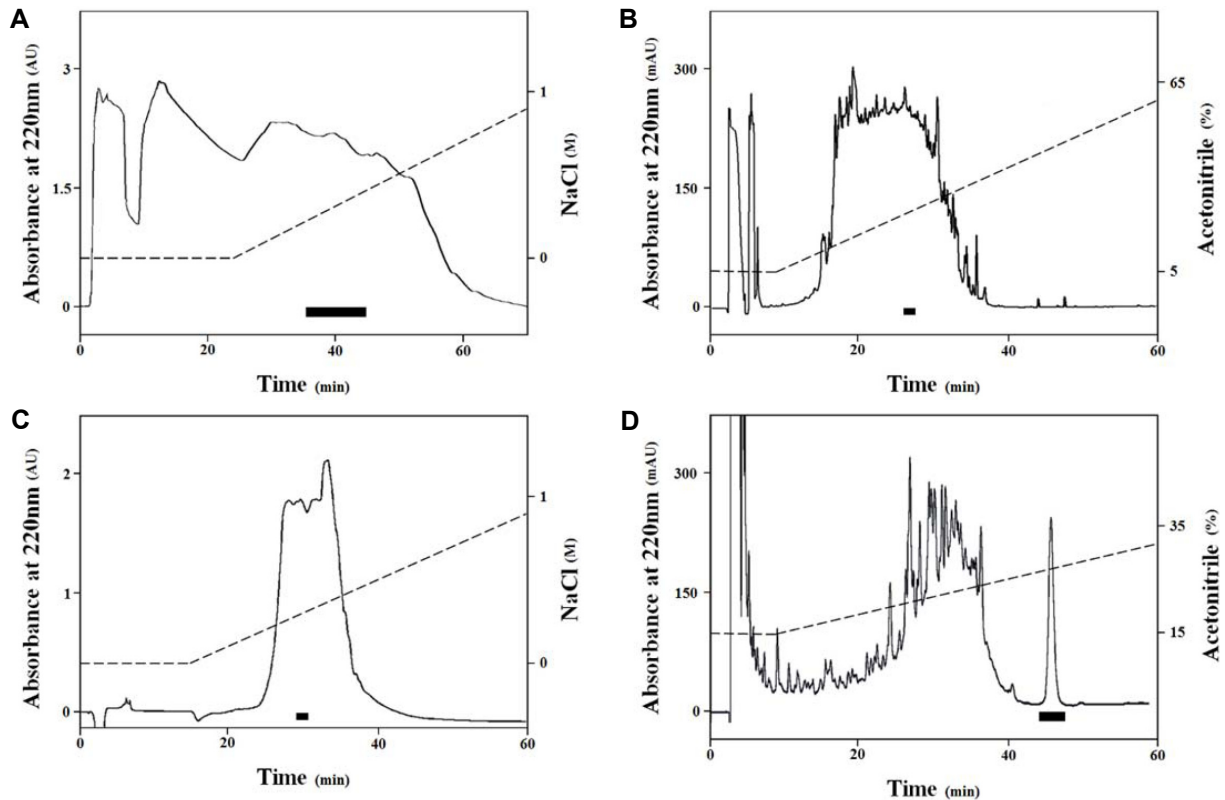 A
Absorbance at 220nm (AU)
3
1.5
0
0
20
40
60
Time (min)
1
0
NaCl (M)
B
Absorbance at 220nm (mAU)
300
150
0
0
20
40
60
Time (min)
65
5
Acetonitrile (%)
C
Absorbance at 220nm (AU)
2
1
0
0
20
40
60
Time (min)
1
0
NaCl (M)
D
Absorbance at 220nm (mAU)
300
150
0
0
20
40
60
Time (min)
35
15
Acetonitrile (%)